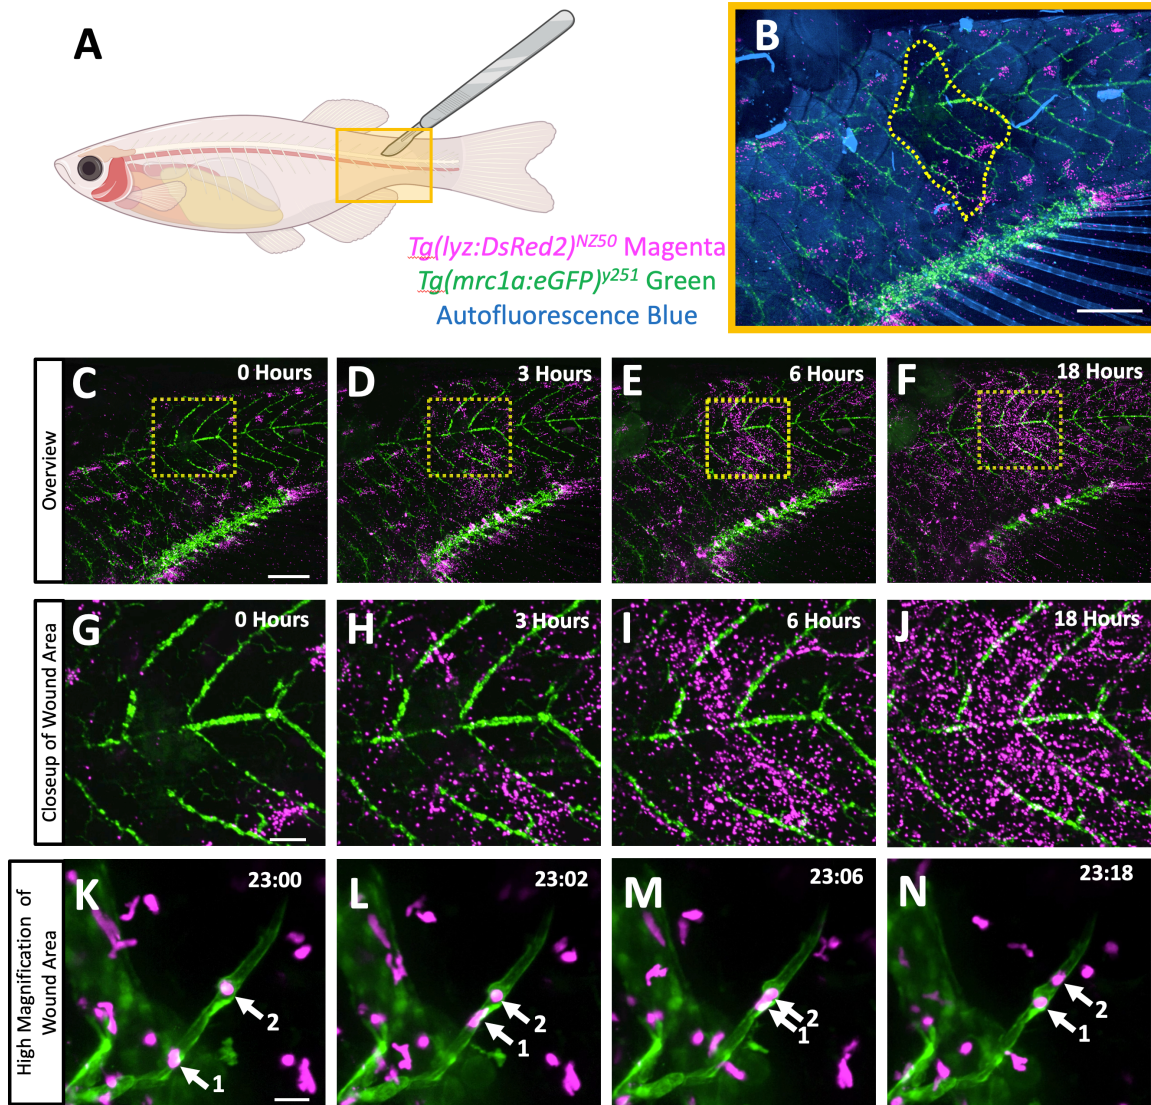 A
B
Tg(lyz:DsRed2)NZ50 Magenta
Tg(mrc1a:eGFP)y251 Green
Autofluorescence Blue
Overview
C
0 Hours
D
3 Hours
E
6 Hours
F
18 Hours
Closeup of Wound Area
G
0 Hours
H
3 Hours
I
6 Hours
J
18 Hours
High Magnification of
Wound Area
K
23:00
2
1
L
23:02
2
1
M
23:06
2
1
N
23:18
2
1